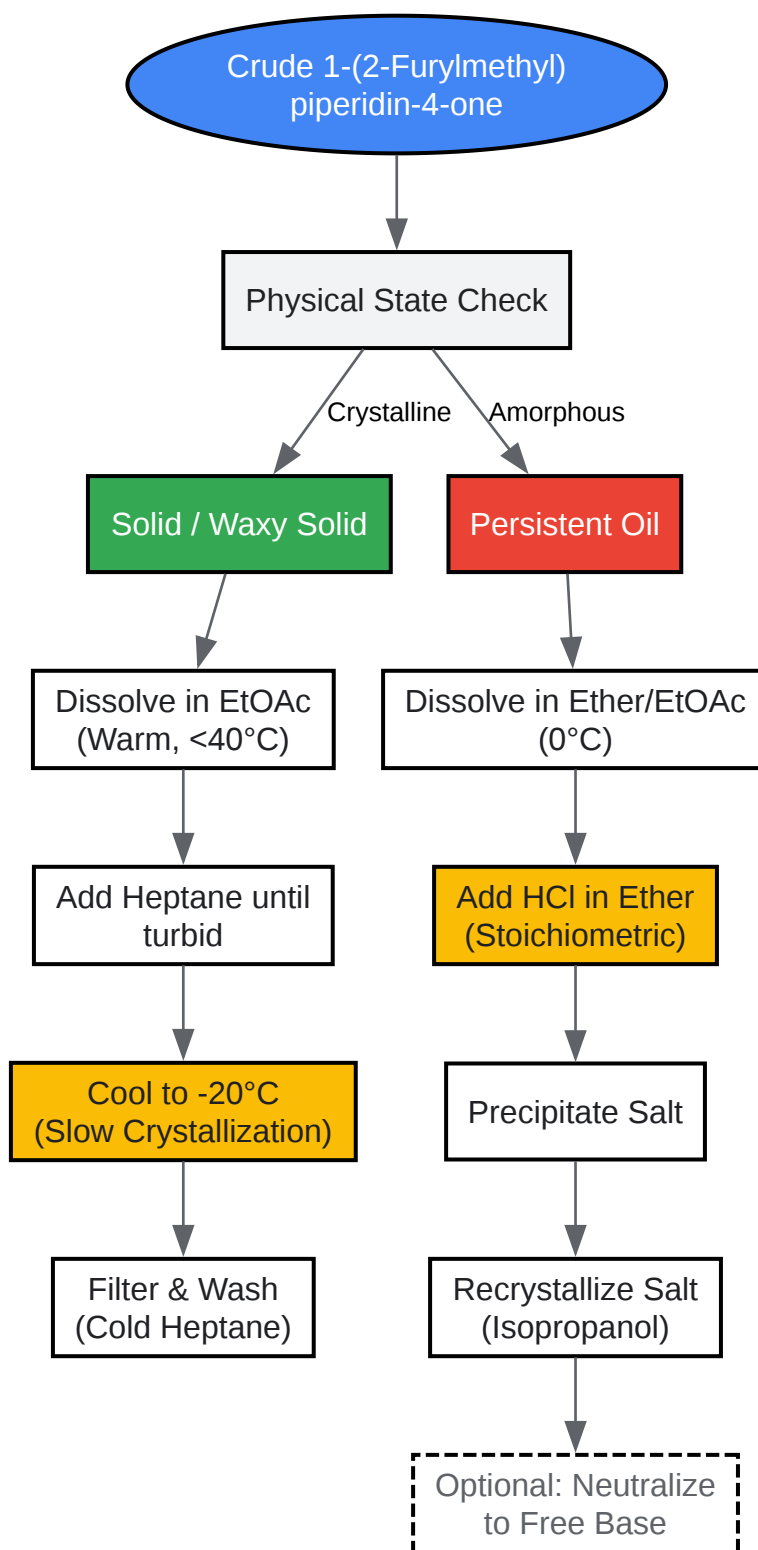 Crude 1-(2-Furylmethyl)
piperidin-4-one
Physical State Check
Crystalline
Amorphous
Solid / Waxy Solid
Persistent Oil
Dissolve in EtOAc
(Warm, <40°C)
Dissolve in Ether/EtOAc
(0°C)
Add Heptane until
turbid
Add HCl in Ether
(Stoichiometric)
Cool to -20°C
(Slow Crystallization)
Precipitate Salt
Filter & Wash
(Cold Heptane)
Recrystallize Salt
(Isopropanol)
Optional: Neutralize
to Free Base